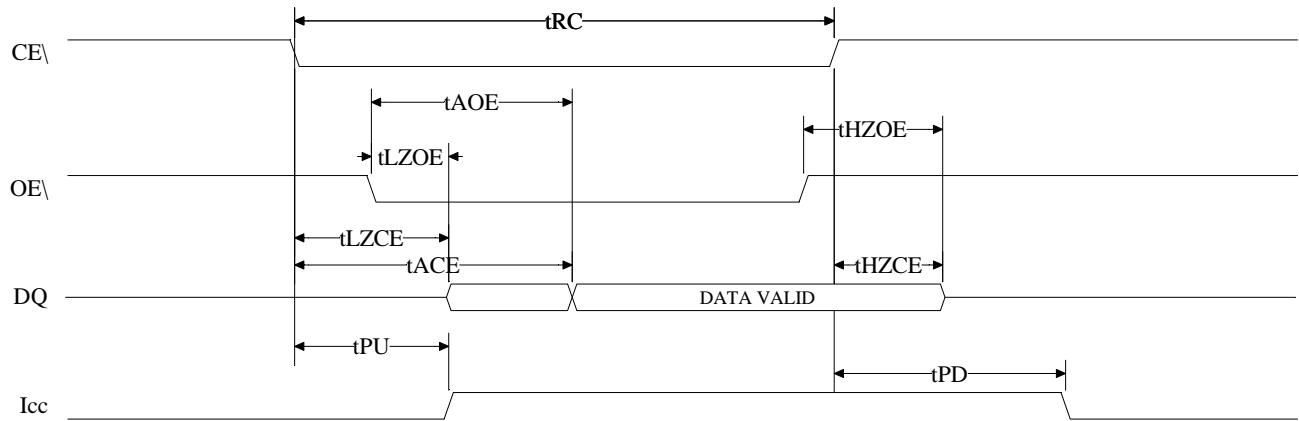 tRC
CE\
tAOE
tHZOE
tLZOE
OE\
tLZCE
tACE
tHZCE
DQ
DATA VALID
tPU
tPD
Icc